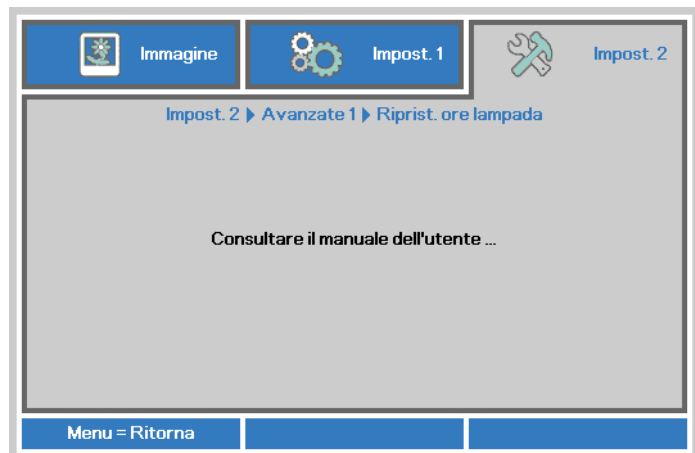 Immagine
Impost. 1
Impost. 2
Impost. 2 Avanzate 1 Riprist. ore lampada
Consultare il manuale dell'utente ...
Menu = Ritorna